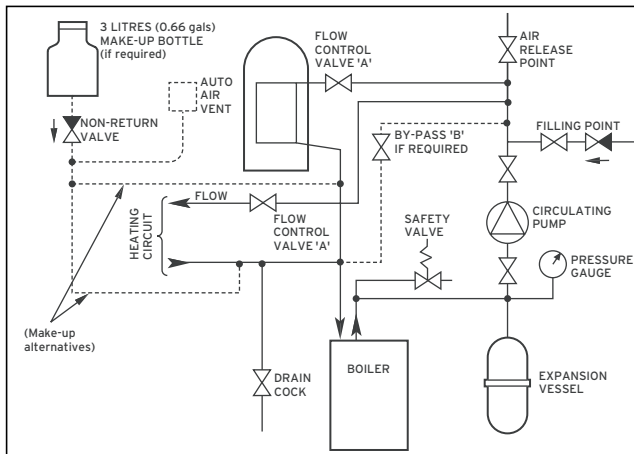 3 LITRES (0.66 gals)
MAKE-UP BOTTLE
(if required)
FLOW
CONTROL
VALVE 'A'
AIR
RELEASE
POINT
AUTO
AIR
VENT
NON-RETURN
VALVE
BY-PASS 'B'
IF REQUIRED
FILLING POINT
FLOW
FLOW
CONTROL
VALVE 'A'
HEATING
CIRCUIT
SAFETY
VALVE
CIRCULATING
PUMP
PRESSURE
GAUGE
(Make-up
alternatives)
DRAIN
COCK
BOILER
EXPANSION
VESSEL